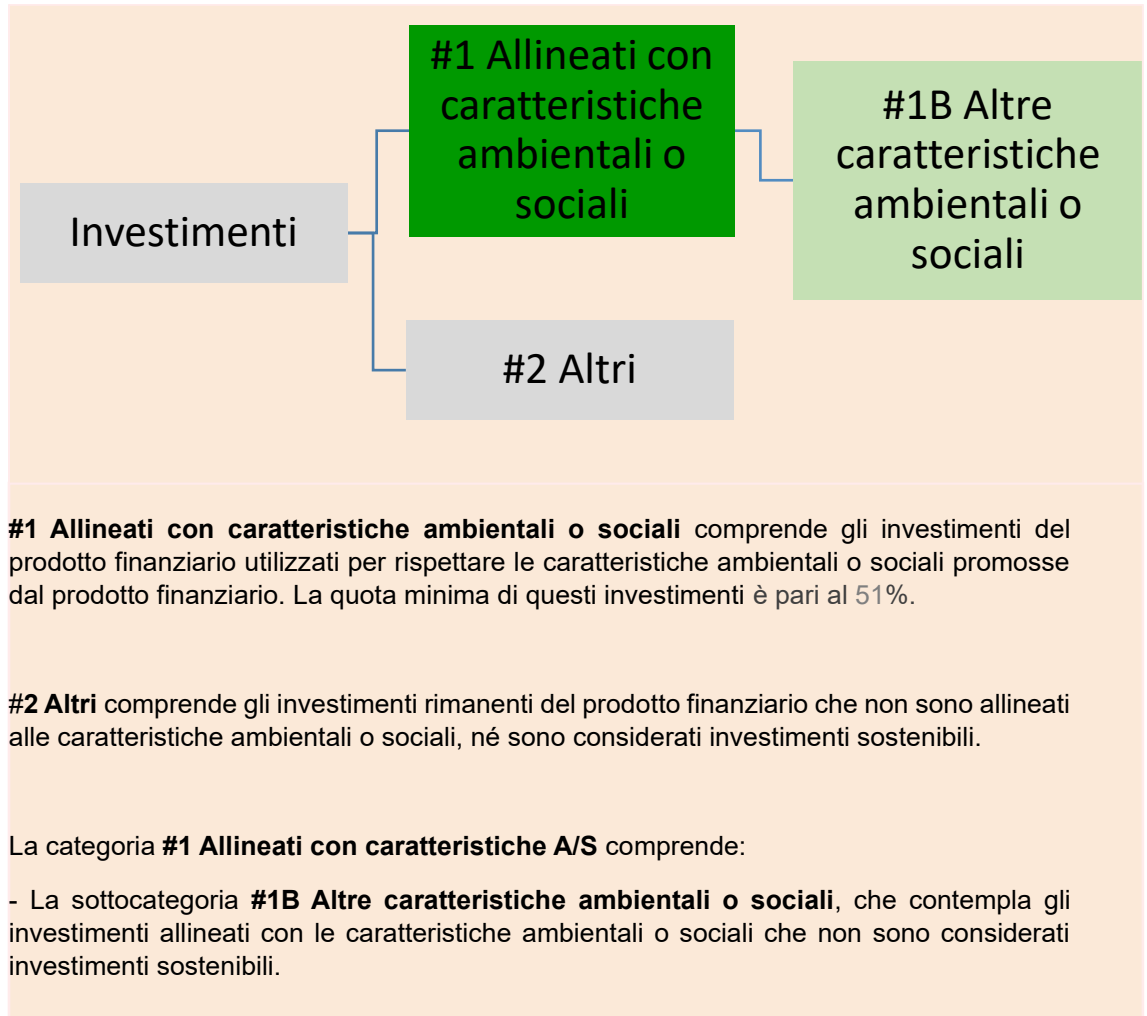 #1 Allineati con
caratteristiche
ambientali o
sociali
#1B Altre
caratteristiche
ambientali o
sociali
Investimenti
#2 Altri
#1 Allineati con caratteristiche ambientali o sociali comprende gli investimenti del
prodotto finanziario utilizzati per rispettare le caratteristiche ambientali o sociali promosse
dal prodotto finanziario. La quota minima di questi investimenti è pari al 51%.
#2 Altri comprende gli investimenti rimanenti del prodotto finanziario che non sono allineati
alle caratteristiche ambientali o sociali, né sono considerati investimenti sostenibili.
La categoria #1 Allineati con caratteristiche A/S comprende:
- La sottocategoria #1B Altre caratteristiche ambientali o sociali, che contempla gli
investimenti allineati con le caratteristiche ambientali o sociali che non sono considerati
investimenti sostenibili.